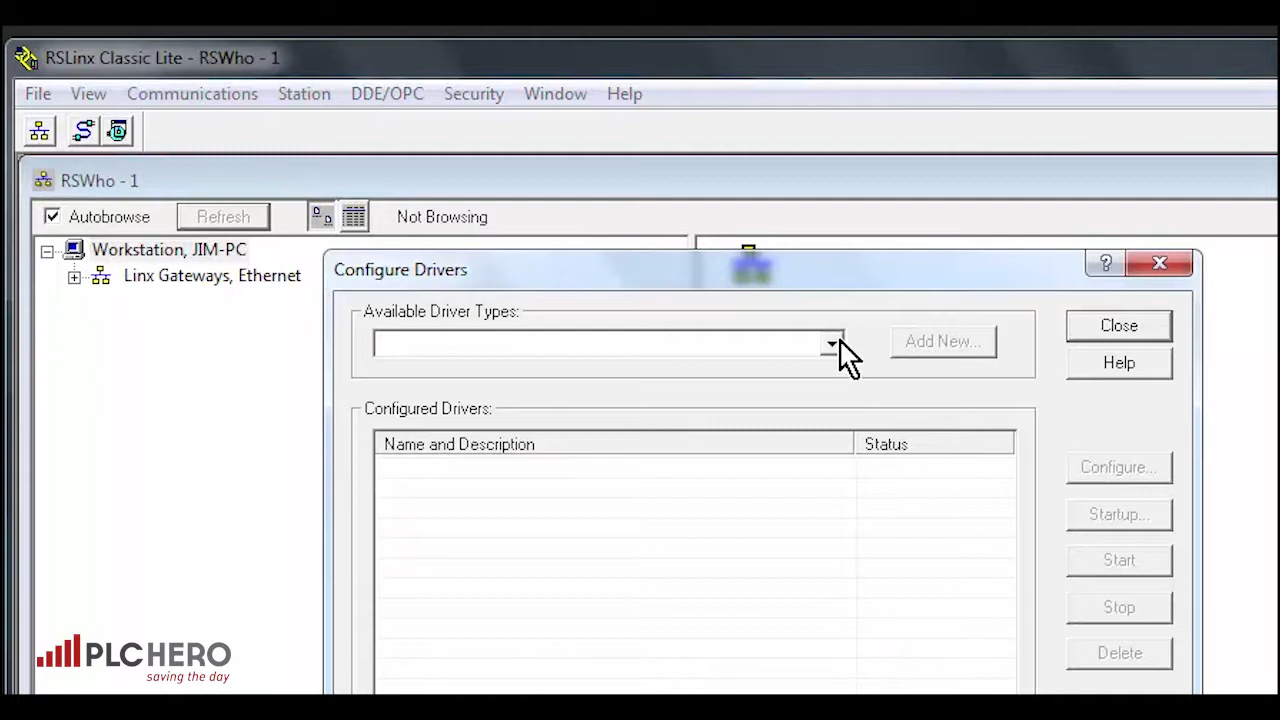 RSLinx Classic Lite - RSWho - 1
File View Communications Station DDE/OPC Security Window Help
RSWho - 1
Autobrowse Refresh Not Browsing
Workstation, JIM-PC
Linx Gateways, Ethernet
Configure Drivers ?
Available Driver Types:
Add New...
Close
Help
Configured Drivers:
Name and Description Status
Configure...
Startup...
Start
Stop
Delete
PLCHERO
saving the day